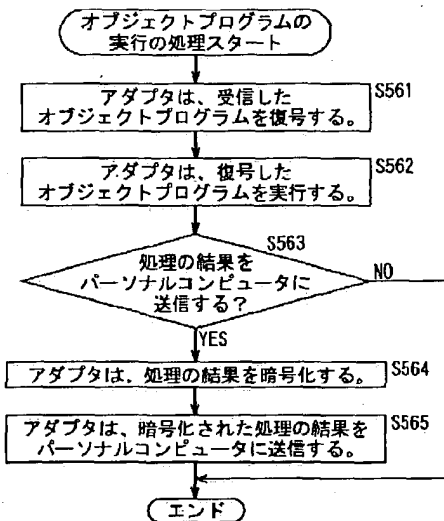 オブジェクトプログラムの
実行の処理スタート
S561
アダプタは、受信した
オブジェクトプログラムを復号する。
S562
アダプタは、復号した
オブジェクトプログラムを実行する。
S563
処理の結果を
パーソナルコンピュータに
送信する？
NO
YES
S564
アダプタは、処理の結果を暗号化する。
S565
アダプタは、暗号化された処理の結果を
パーソナルコンピュータに送信する。
エンド